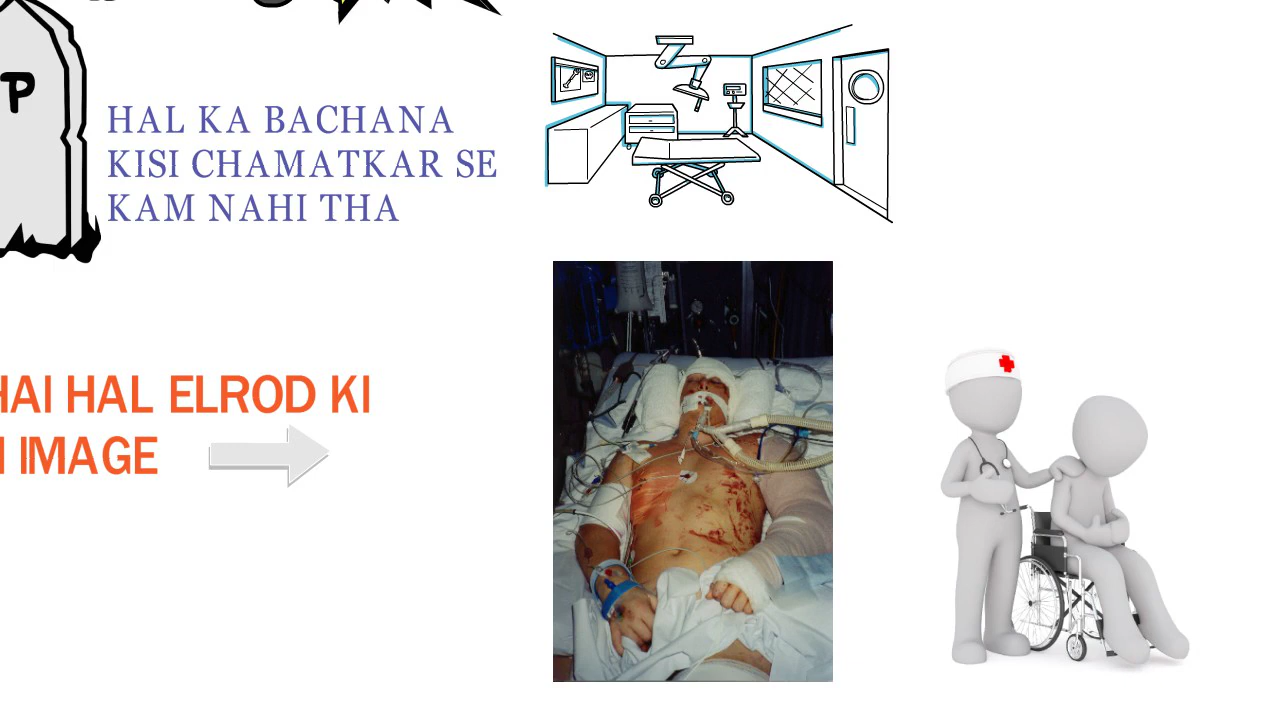 P
HAL KA BACHANA
KISI CHAMATKAR SE
KAM NAHI THA
HAI HAL ELROD KI
IMAGE